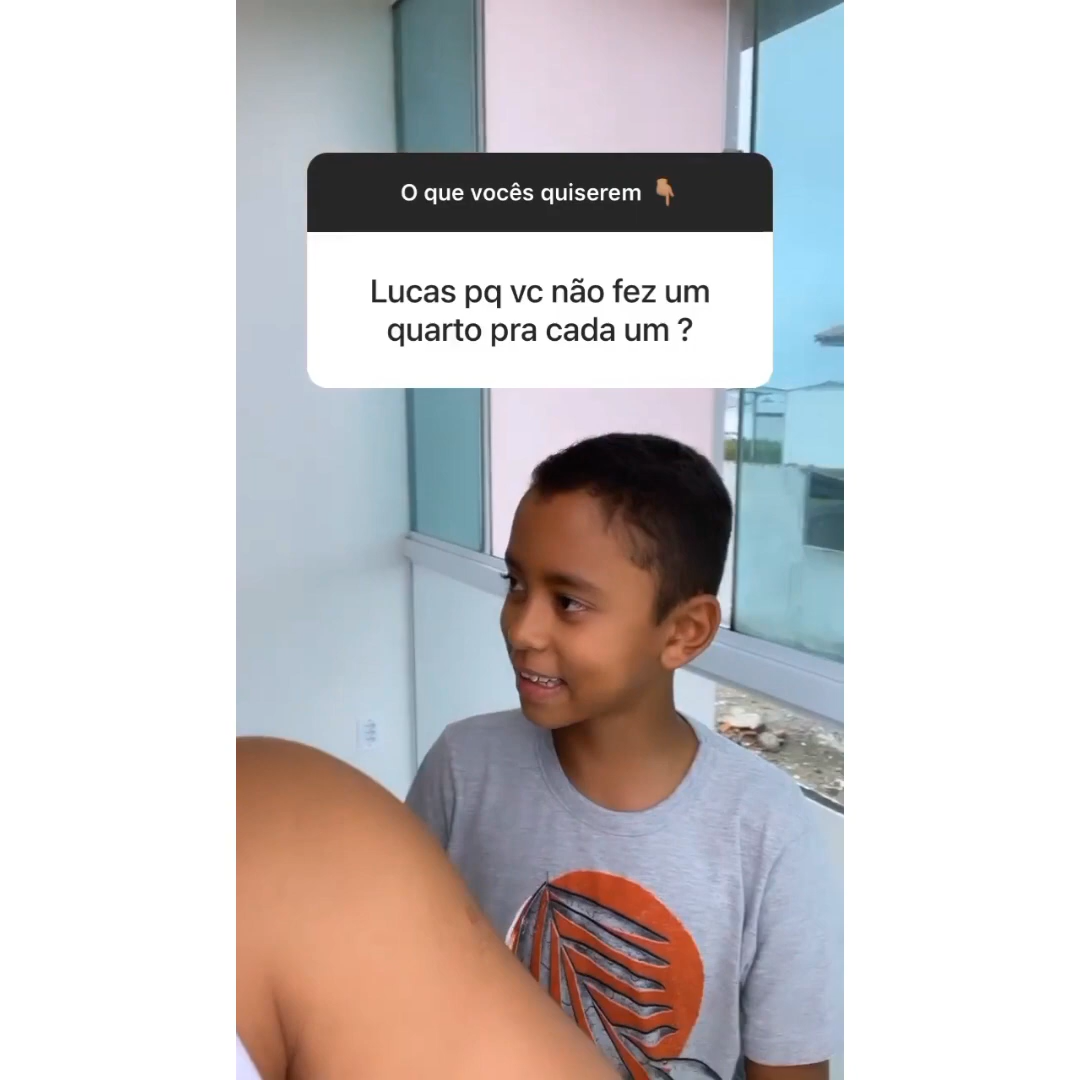 O que vocês quiserem 👇🏽
Lucas pq vc não fez um
quarto pra cada um ?